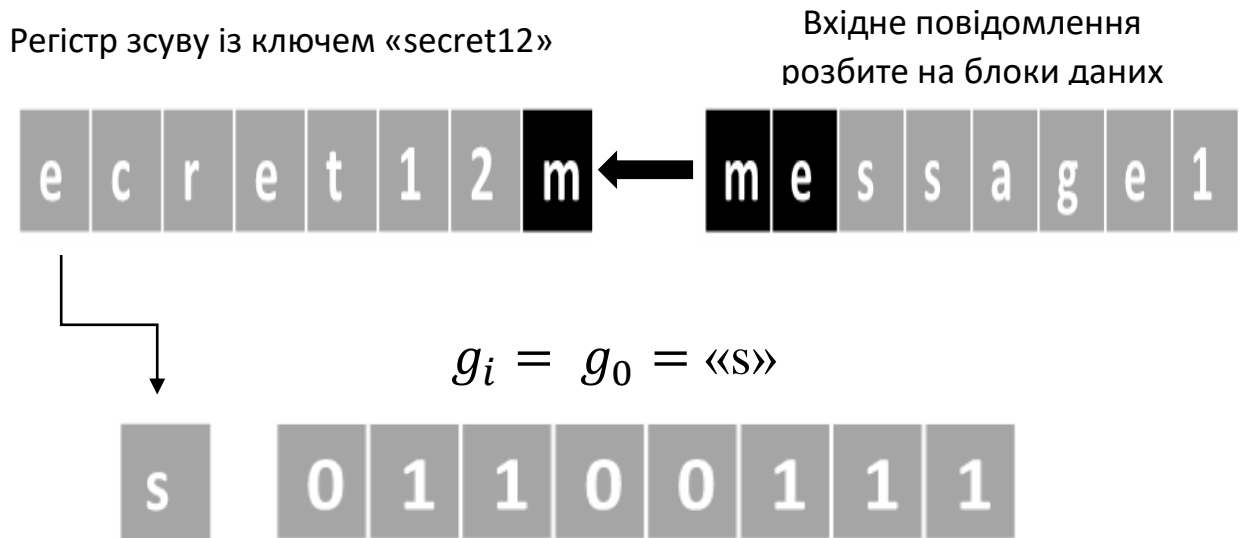 Регістр зсуву із ключем «secret12»
Вхідне повідомлення
розбите на блоки даних
e c r e t 1 2 m
m e s s a g e 1
gᵢ = g₀ = «s»
s 0 1 1 0 0 1 1 1